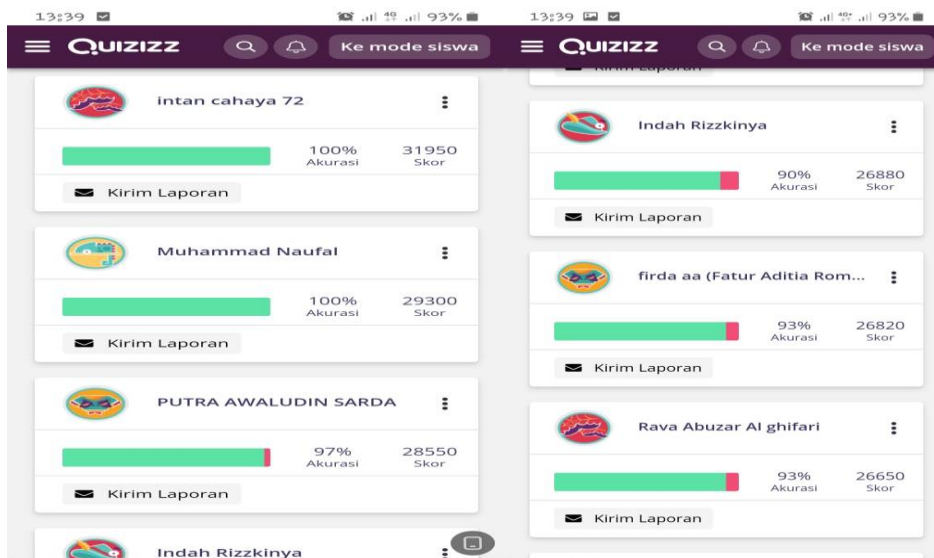 13:39
4G 93%
Quizizz
Ke mode siswa
intan cahaya 72
100% 31950
Akurasi Skor
Kirim Laporan
Muhammad Naufal
100% 29300
Akurasi Skor
Kirim Laporan
PUTRA AWALUDIN SARDA
97% 28550
Akurasi Skor
Kirim Laporan
Indah Rizzkinya
13:39
4G 93%
Quizizz
Ke mode siswa
Kirim Laporan
Indah Rizzkinya
90% 26880
Akurasi Skor
Kirim Laporan
firda aa (Fatur Aditia Rom...
93% 26820
Akurasi Skor
Kirim Laporan
Rava Abuzar Al ghifari
93% 26650
Akurasi Skor
Kirim Laporan